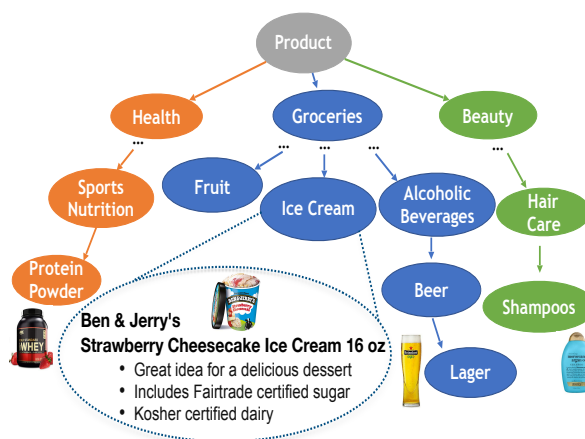 Product
Health
Groceries
Beauty
...
...
...
...
...
Sports
Nutrition
Fruit
Ice Cream
Alcoholic
Beverages
Hair
Care
Protein
Powder
Beer
Shampoos
Lager
BEN & JERRY'S
WHEY
Ben & Jerry's
Strawberry Cheesecake Ice Cream 16 oz
• Great idea for a delicious dessert
• Includes Fairtrade certified sugar
• Kosher certified dairy